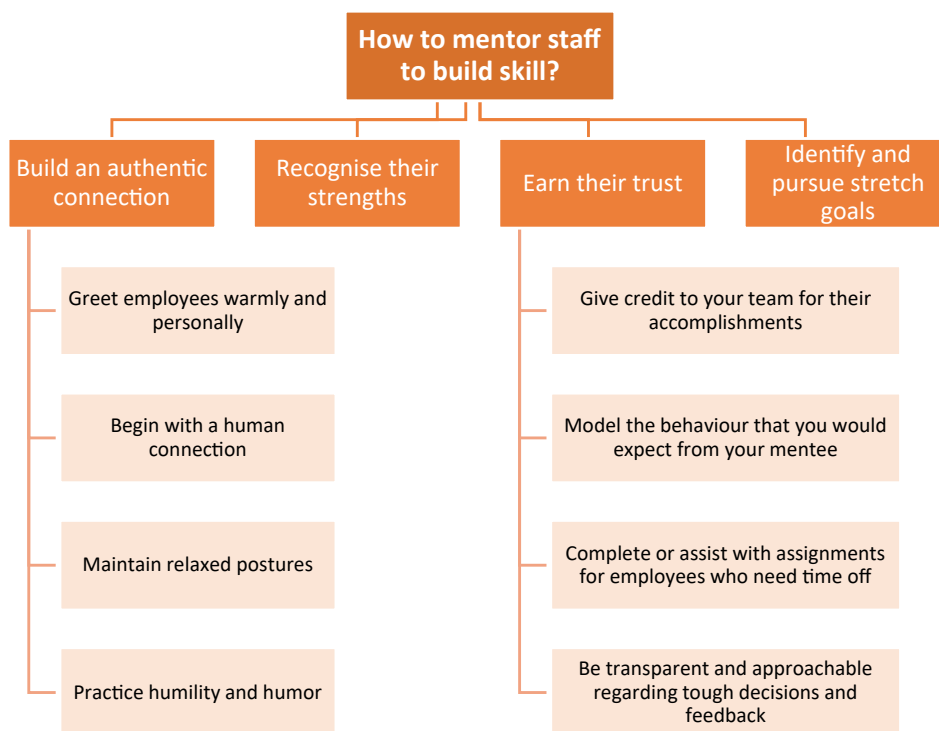 How to mentor staff
to build skill?
Build an authentic
connection
Recognise their
strengths
Earn their trust
Identify and
pursue stretch
goals
Greet employees warmly and
personally
Begin with a human
connection
Maintain relaxed postures
Practice humility and humor
Give credit to your team for their
accomplishments
Model the behaviour that you would
expect from your mentee
Complete or assist with assignments
for employees who need time off
Be transparent and approachable
regarding tough decisions and
feedback